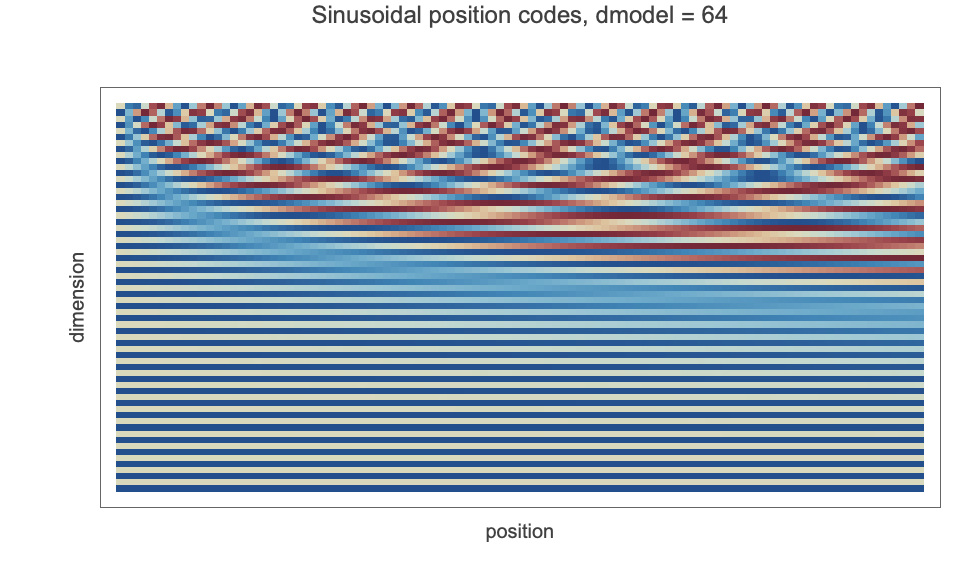 Sinusoidal position codes, dmodel = 64
dimension
position